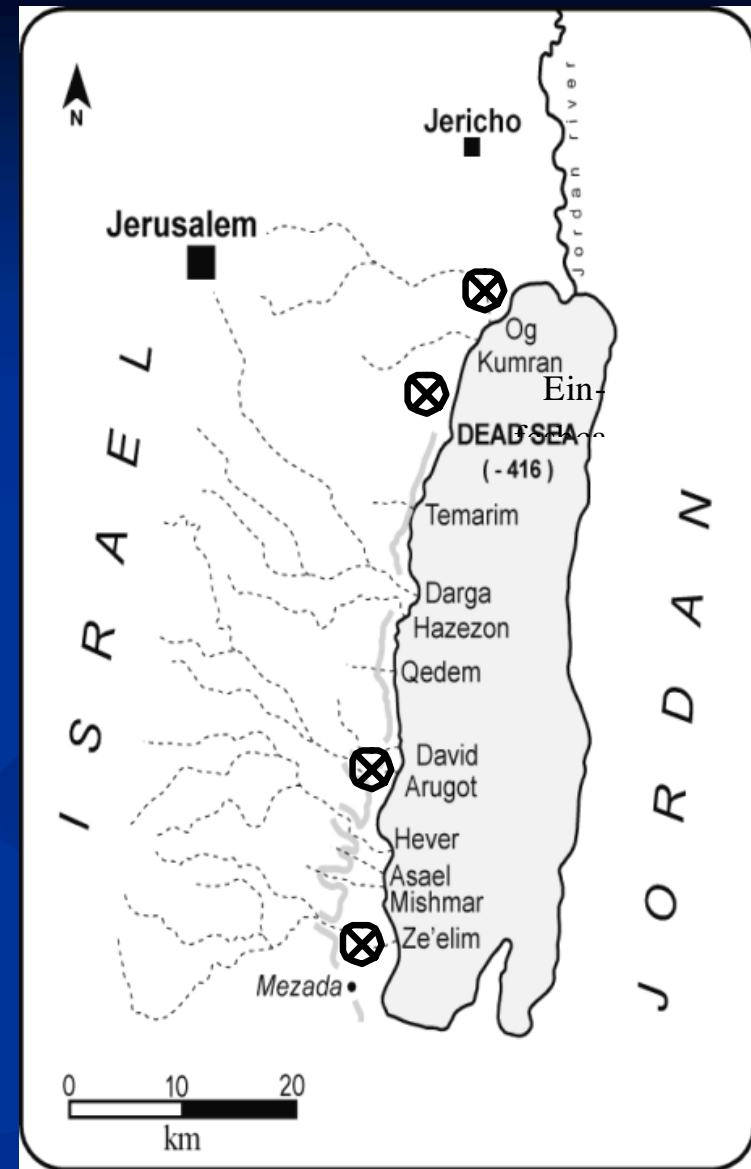 N
Jordan river
Jericho
Jerusalem
Og
Kumran
Ein-
DEAD SEA
( - 416 )
ISRAEL
JORDAN
Temarim
Darga
Hazezon
Qedem
David
Arugot
Hever
Asael
Mishmar
Ze'elim
Mezada
0 10 20
km